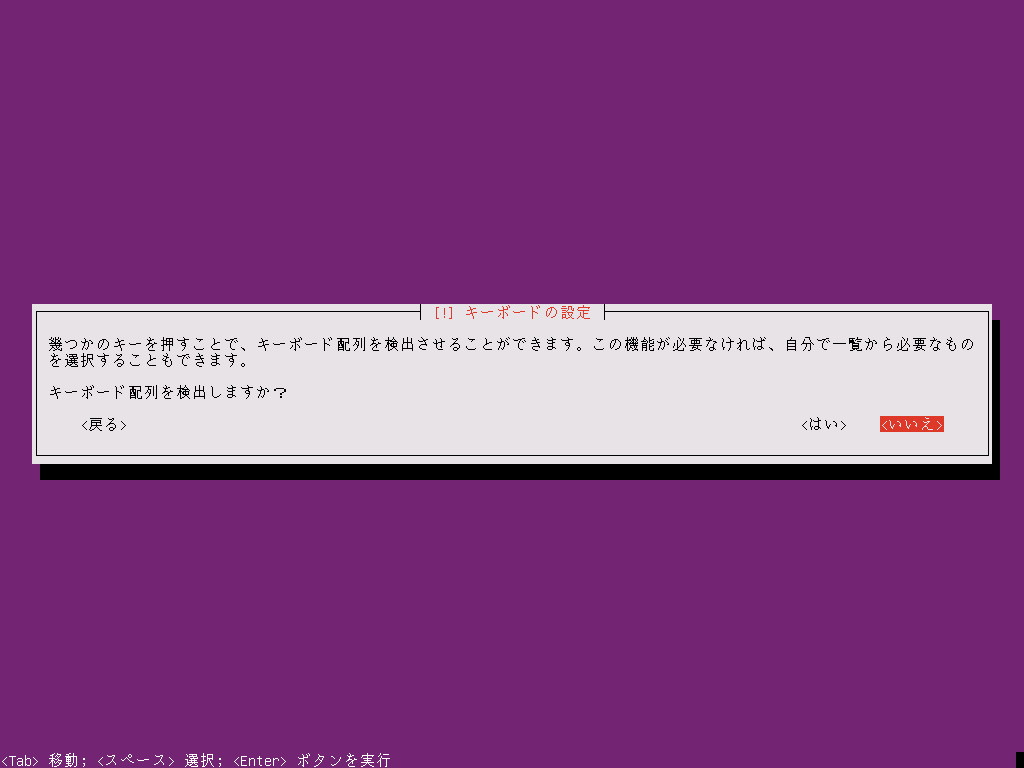 [!] キーボードの設定
幾つかのキーを押すことで、キーボード配列を検出させることができます。この機能が必要なければ、自分で一覧から必要なもの
を選択することもできます。
キーボード配列を検出しますか?
<戻る> <はい> <いいえ>
<Tab> 移動; <スペース> 選択; <Enter> ボタンを実行